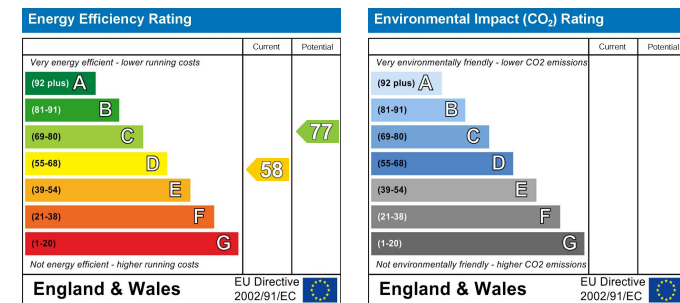 Energy Efficiency Rating
Current Potential
Very energy efficient - lower running costs
(92 plus) A
(81-91) B
(69-80) C
77
(55-68) D
58
(39-54) E
(21-38) F
(1-20) G
Not energy efficient - higher running costs
England & Wales
EU Directive
2002/91/EC
Environmental Impact (CO₂) Rating
Current Potential
Very environmentally friendly - lower CO2 emissions
(92 plus) A
(81-91) B
(69-80) C
(55-68) D
(39-54) E
(21-38) F
(1-20) G
Not environmentally friendly - higher CO2 emissions
England & Wales
EU Directive
2002/91/EC